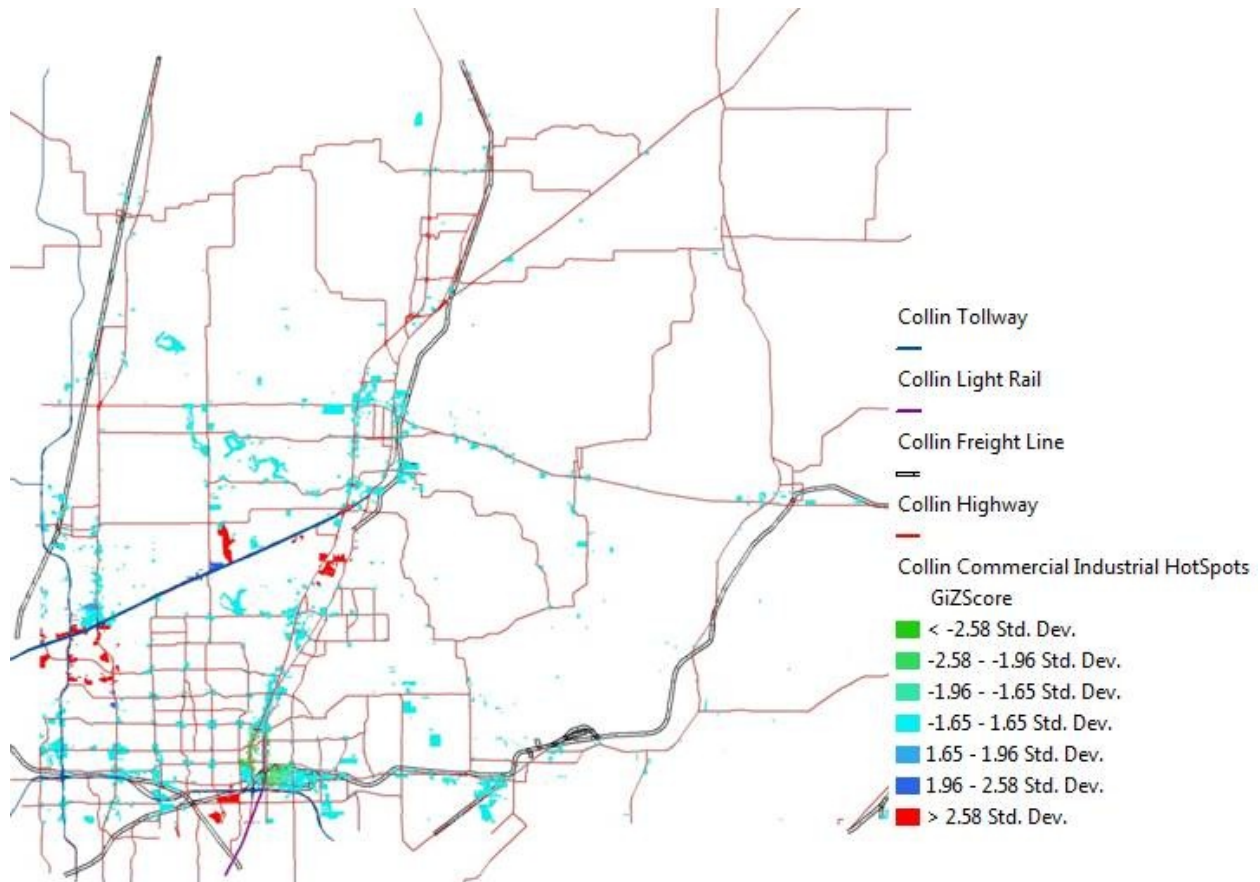 Collin Tollway
Collin Light Rail
Collin Freight Line
Collin Highway
Collin Commercial Industrial HotSpots
GiZScore
< -2.58 Std. Dev.
-2.58 - -1.96 Std. Dev.
-1.96 - -1.65 Std. Dev.
-1.65 - 1.65 Std. Dev.
1.65 - 1.96 Std. Dev.
1.96 - 2.58 Std. Dev.
> 2.58 Std. Dev.